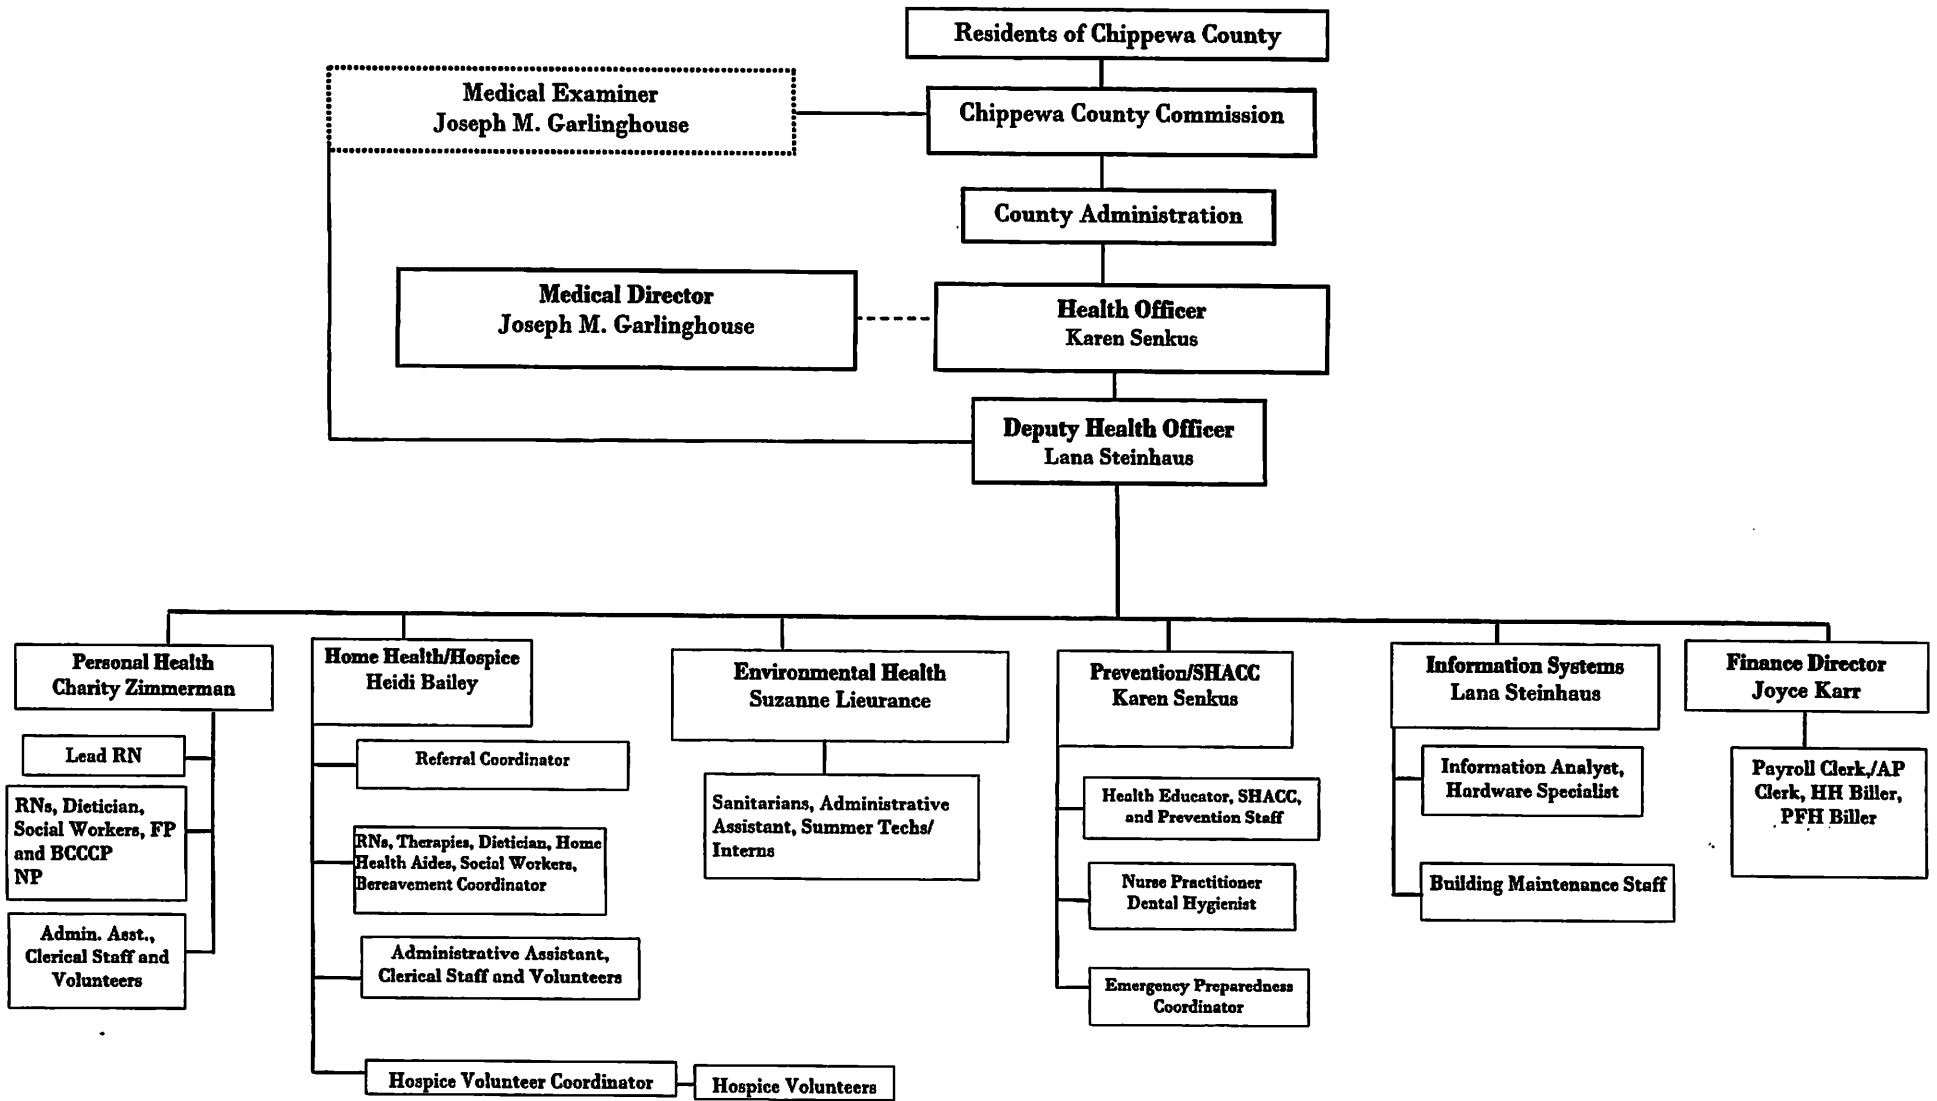 Residents of Chippewa County
Medical Examiner
Joseph M. Garlinghouse
Chippewa County Commission
County Administration
Medical Director
Joseph M. Garlinghouse
Health Officer
Karen Senkus
Deputy Health Officer
Lana Steinhaus
Personal Health
Charity Zimmerman
Lead RN
RNs, Dietician,
Social Workers, FP
and BCCCP
NP
Admin. Asst.,
Clerical Staff and
Volunteers
Home Health/Hospice
Heidi Bailey
Referral Coordinator
RNs, Therapies, Dietician, Home
Health Aides, Social Workers,
Bereavement Coordinator
Administrative Assistant,
Clerical Staff and Volunteers
Hospice Volunteer Coordinator
Hospice Volunteers
Environmental Health
Suzanne Lieurance
Sanitarians, Administrative
Assistant, Summer Techs/
Interns
Prevention/SHACC
Karen Senkus
Health Educator, SHACC,
and Prevention Staff
Nurse Practitioner
Dental Hygienist
Emergency Preparedness
Coordinator
Information Systems
Lana Steinhaus
Information Analyst,
Hardware Specialist
Building Maintenance Staff
Finance Director
Joyce Karr
Payroll Clerk,/AP
Clerk, HH Biller,
PFH Biller